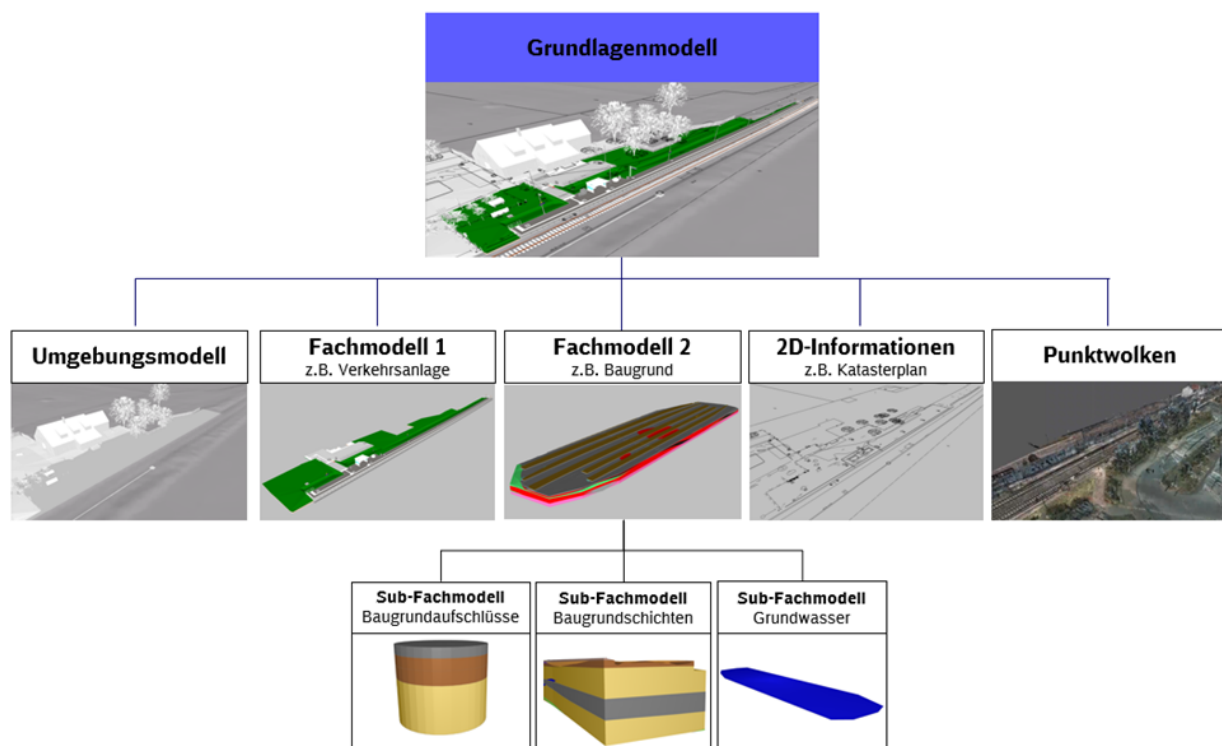 Grundlagenmodell
Umgebungsmodell
Fachmodell 1
z.B. Verkehrsanlage
Fachmodell 2
z.B. Baugrund
2D-Informationen
z.B. Katasterplan
Punktwolken
Sub-Fachmodell
Baugrundaufschlüsse
Sub-Fachmodell
Baugrundschichten
Sub-Fachmodell
Grundwasser